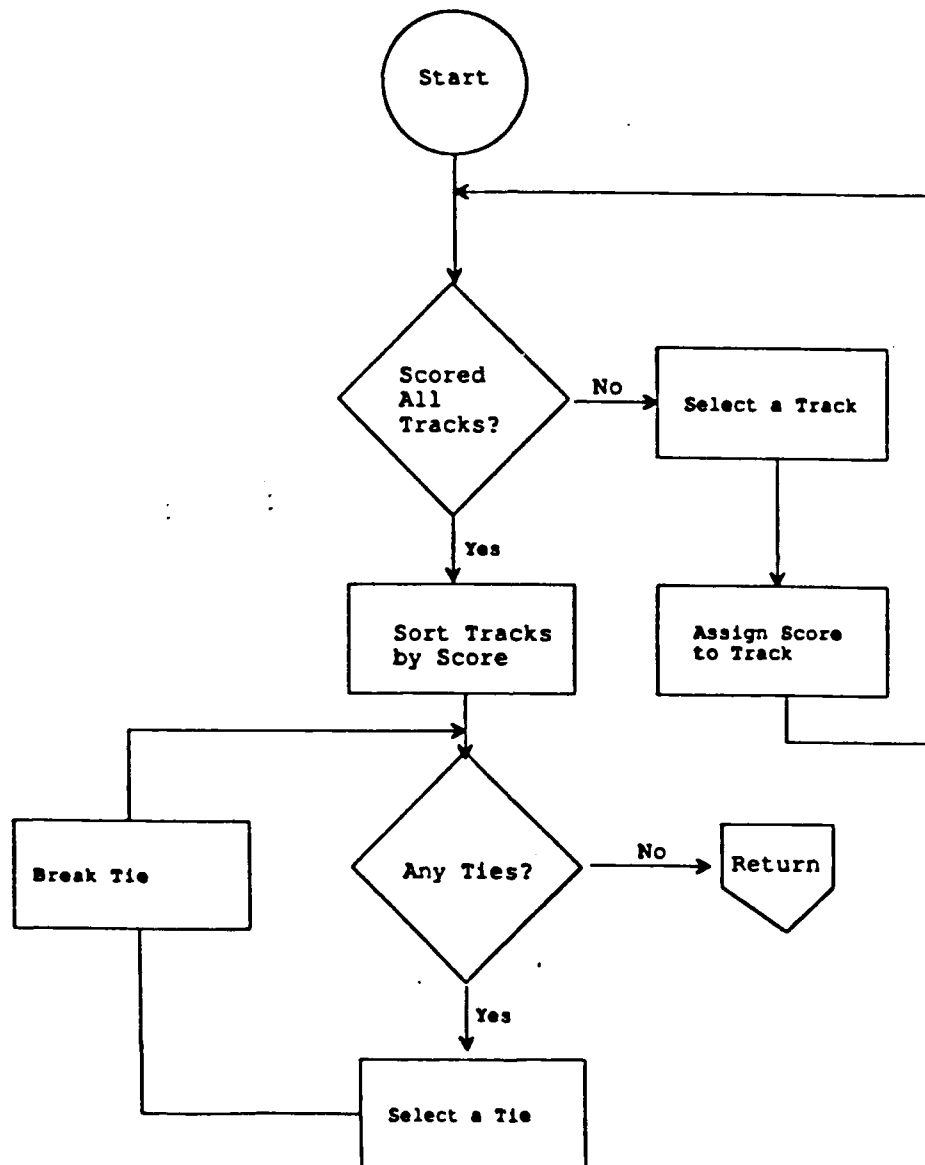 Start
Scored
All
Tracks?
No
Select a Track
Yes
Sort Tracks
by Score
Assign Score
to Track
Break Tie
Any Ties?
No
Return
Yes
Select a Tie